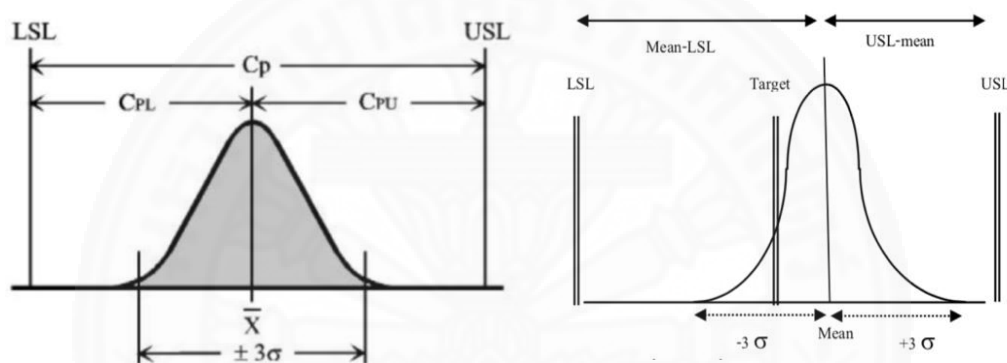 LSL
USL
Cp
CPL
CPU
X̄
± 3σ
Mean-LSL
USL-mean
LSL
Target
USL
-3 σ
Mean
+3 σ